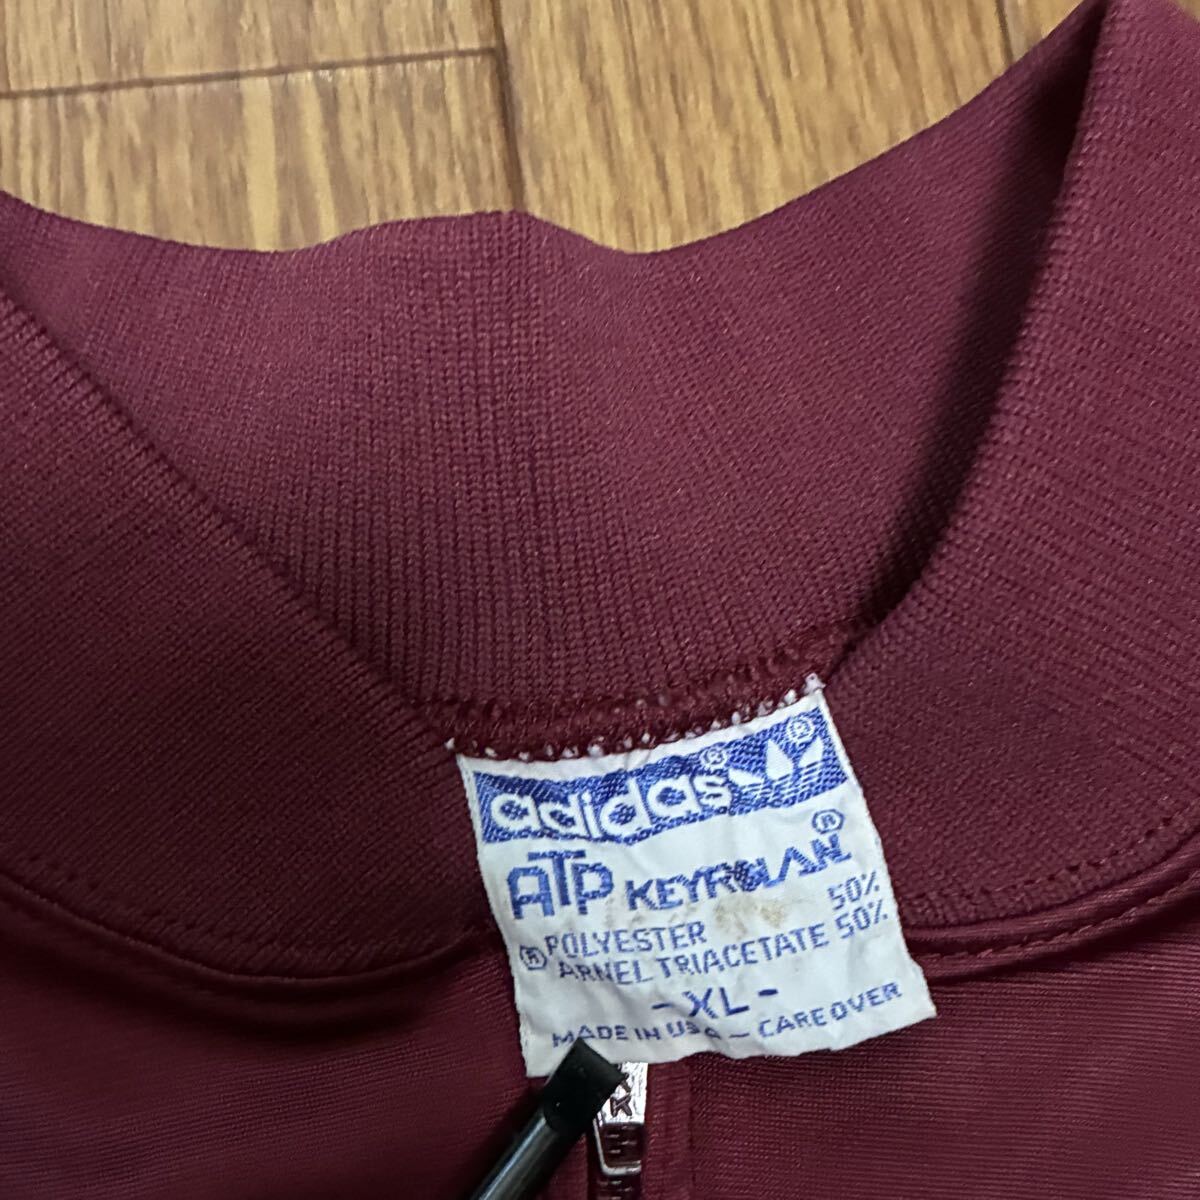 adidas® ®
ATP KEYROLAN®
POLYESTER 50%
® ARNEL TRIACETATE 50%
-XL-
MADE IN USA - CARE OVER